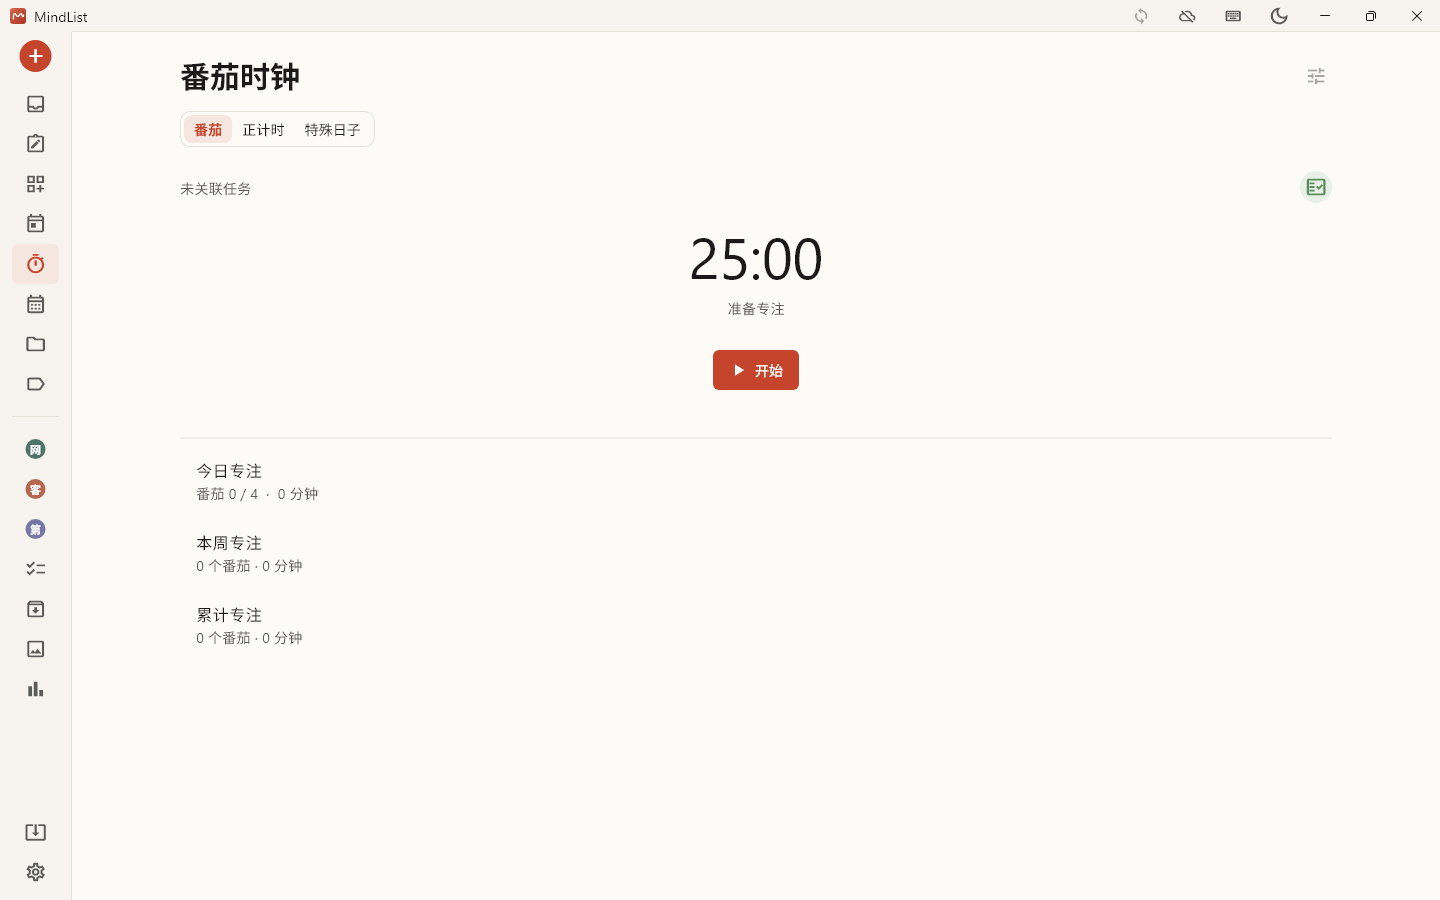 MindList
番茄时钟
番茄 正计时 特殊日子
未关联任务
25:00
准备专注
开始
今日专注
番茄 0 / 4 · 0 分钟
本周专注
0 个番茄 · 0 分钟
累计专注
0 个番茄 · 0 分钟
网
客
第